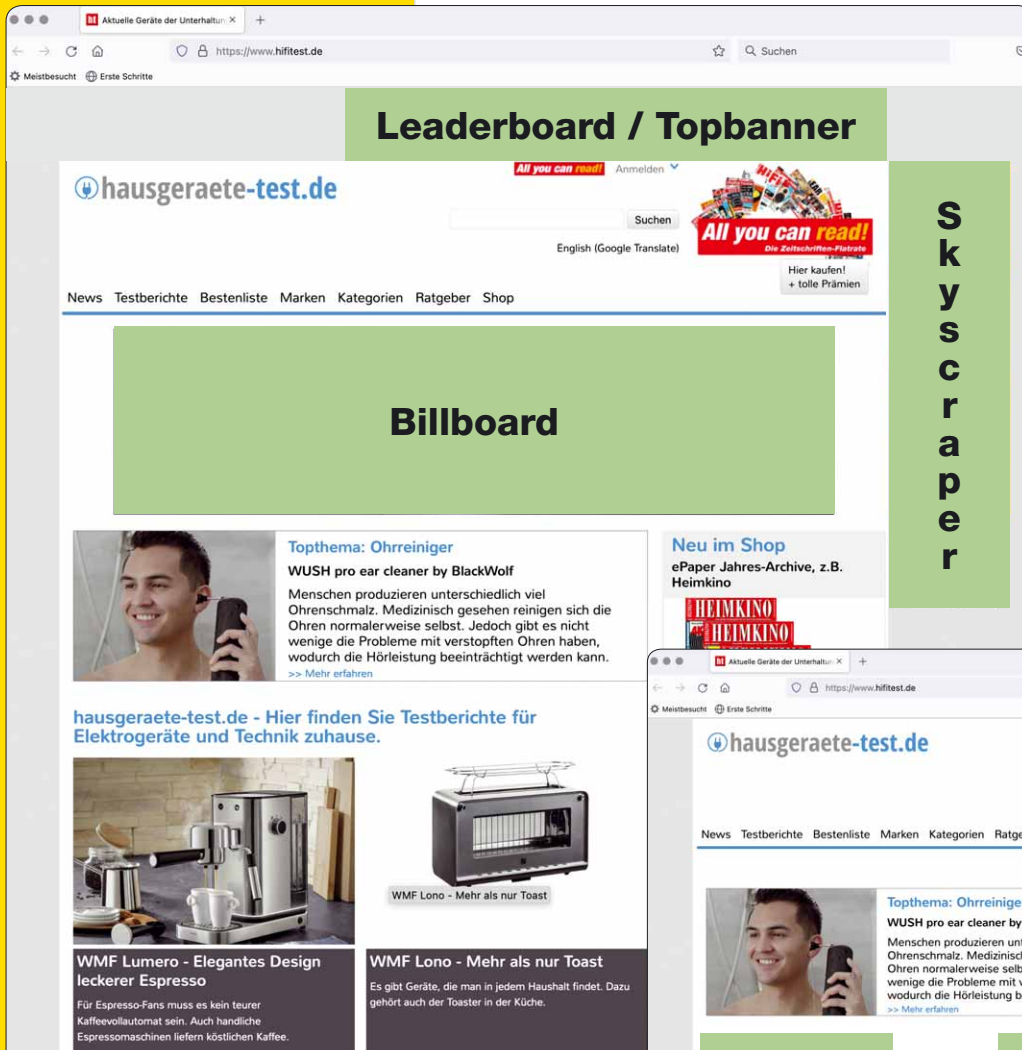 Aktuelle Geräte der Unterhaltun
https://www.hifitest.de
Suchen
Meistbesucht Erste Schritte
Leaderboard / Topbanner
hausgeraete-test.de
All you can read! Anmelden
Suchen
English (Google Translate)
All you can read!
Die Zeitschriften-Flatrate
Hier kaufen!
+ tolle Prämien
News Testberichte Bestenliste Marken Kategorien Ratgeber Shop
Skyscraper
Billboard
Topthema: Ohrreiniger
WUSH pro ear cleaner by BlackWolf
Menschen produzieren unterschiedlich viel
Ohrenschmalz. Medizinisch gesehen reinigen sich die
Ohren normalerweise selbst. Jedoch gibt es nicht
wenige die Probleme mit verstopften Ohren haben,
wodurch die Hörleistung beeinträchtigt werden kann.
>> Mehr erfahren
Neu im Shop
ePaper Jahres-Archive, z.B.
Heimkino
HEIMKINO
HEIMKINO
hausgeraete-test.de - Hier finden Sie Testberichte für
Elektrogeräte und Technik zuhause.
WMF Lono - Mehr als nur Toast
WMF Lumero - Elegantes Design
leckerer Espresso
Für Espresso-Fans muss es kein teurer
Kaffeevollautomat sein. Auch handliche
Espressomaschinen liefern köstlichen Kaffee.
WMF Lono - Mehr als nur Toast
Es gibt Geräte, die man in jedem Haushalt findet. Dazu
gehört auch der Toaster in der Küche.
Aktuelle Geräte der Unterhaltun
https://www.hifitest.de
Meistbesucht Erste Schritte
hausgeraete-test.de
News Testberichte Bestenliste Marken Kategorien Ratge
Topthema: Ohrreinige
WUSH pro ear cleaner by
Menschen produzieren unt
Ohrenschmalz. Medizinisch
Ohren normalerweise selb
wenige die Probleme mit v
wodurch die Hörleistung b
>> Mehr erfahren